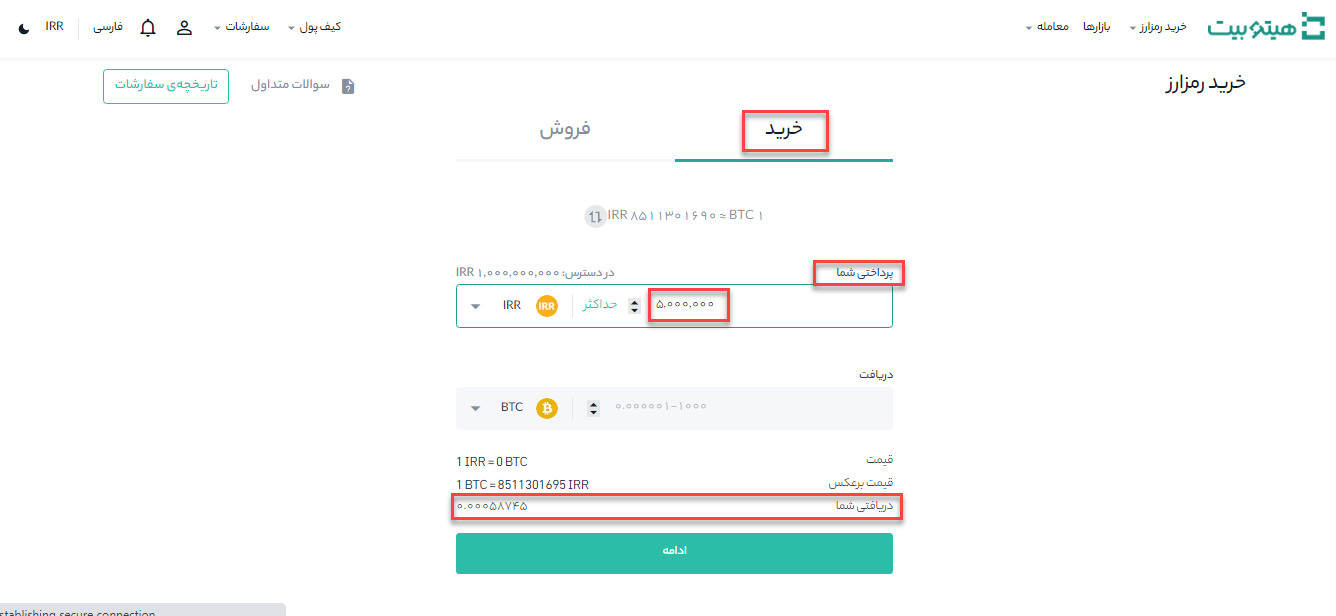 هیتوبیت
خرید رمزارز
بازارها
معامله
کیف پول
سفارشات
فارسی
IRR
خرید رمزارز
سوالات متداول
تاریخچه‌ی سفارشات
خرید
فروش
IRR ۸۵۱۱۳۰۱۶۹۰ ≈ BTC ۱
پرداختی شما
در دسترس: ۱,۰۰۰,۰۰۰,۰۰۰ IRR
۵,۰۰۰,۰۰۰
حداکثر
IRR
IRR
دریافت
۰.۰۰۰۰۰۱-۱۰۰۰
BTC
قیمت
1 IRR = 0 BTC
قیمت برعکس
1 BTC = 8511301695 IRR
دریافتی شما
۰.۰۰۰۵۸۷۴۵
ادامه
stablishing secure connection